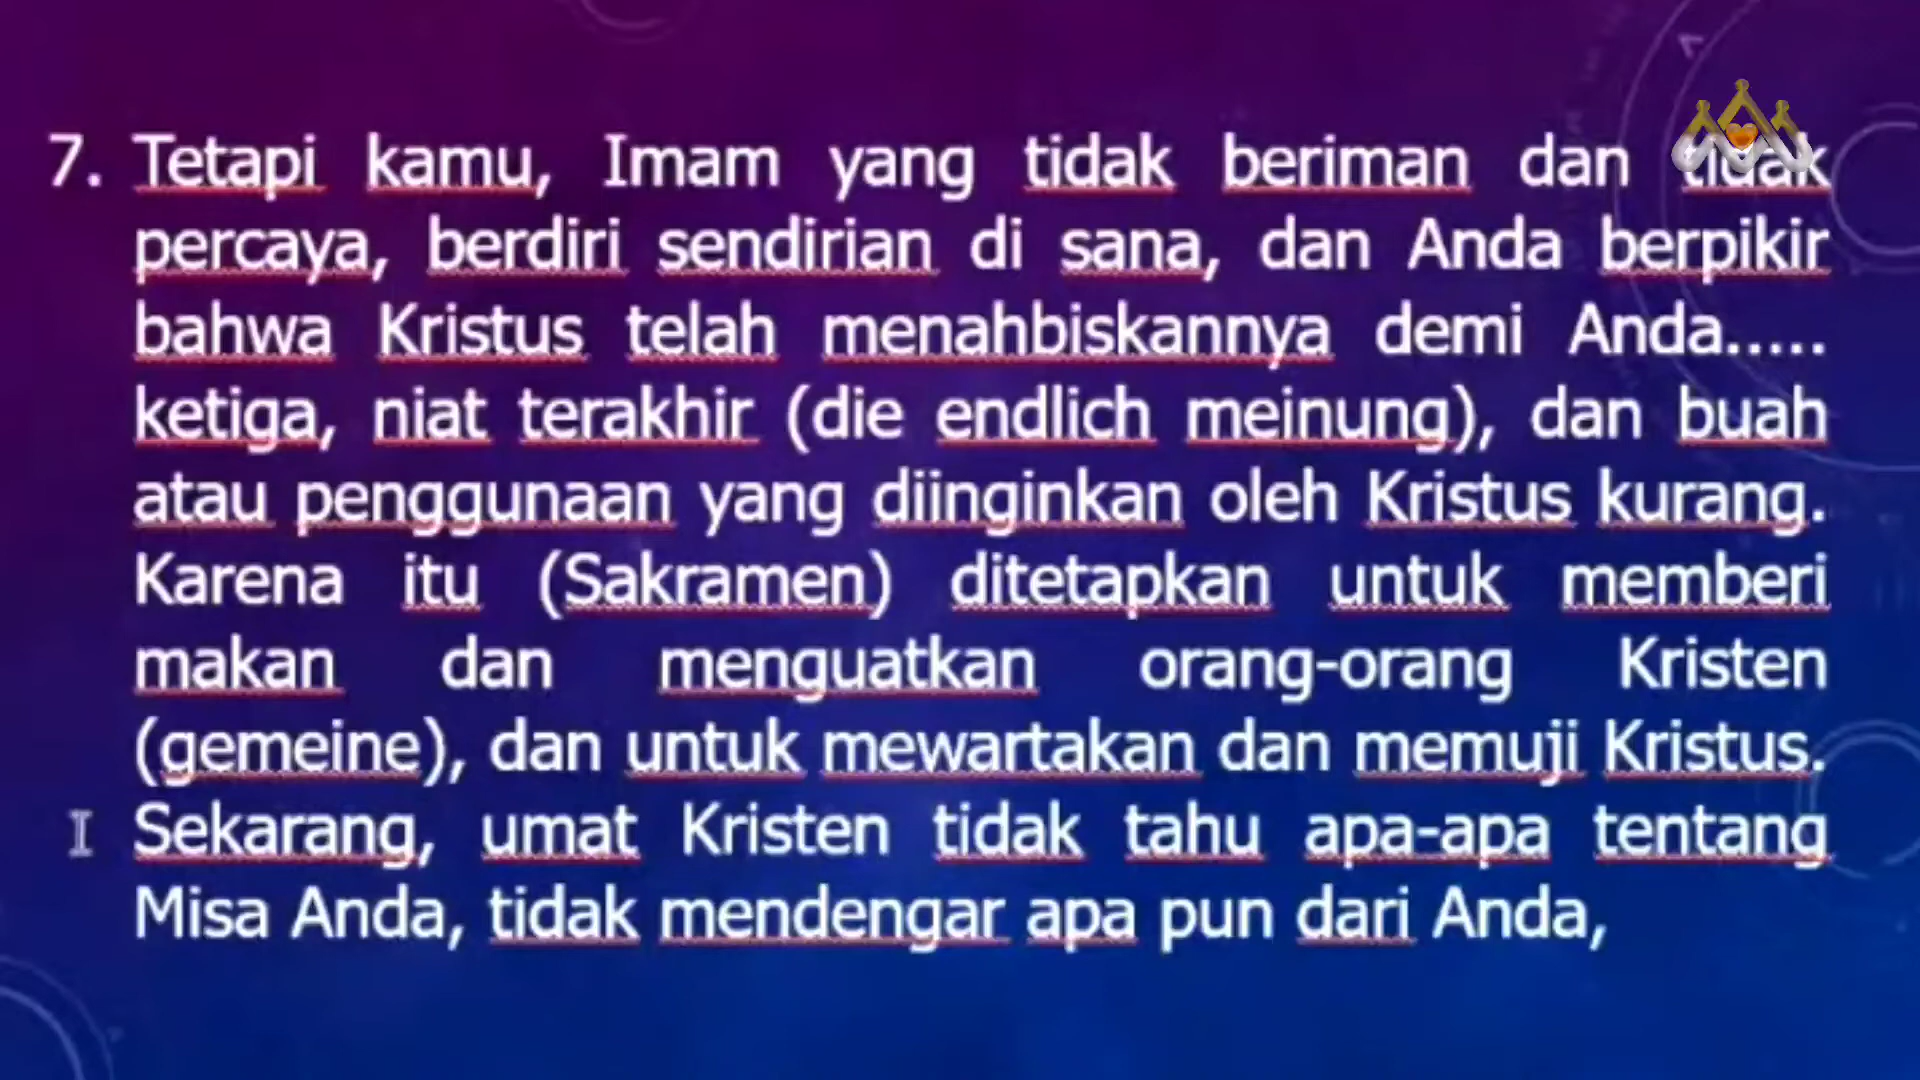 7. Tetapi kamu, Imam yang tidak beriman dan tidak
percaya, berdiri sendirian di sana, dan Anda berpikir
bahwa Kristus telah menahbiskannya demi Anda.....
ketiga, niat terakhir (die endlich meinung), dan buah
atau penggunaan yang diinginkan oleh Kristus kurang.
Karena itu (Sakramen) ditetapkan untuk memberi
makan dan menguatkan orang-orang Kristen
(gemeine), dan untuk mewartakan dan memuji Kristus.
Sekarang, umat Kristen tidak tahu apa-apa tentang
Misa Anda, tidak mendengar apa pun dari Anda,